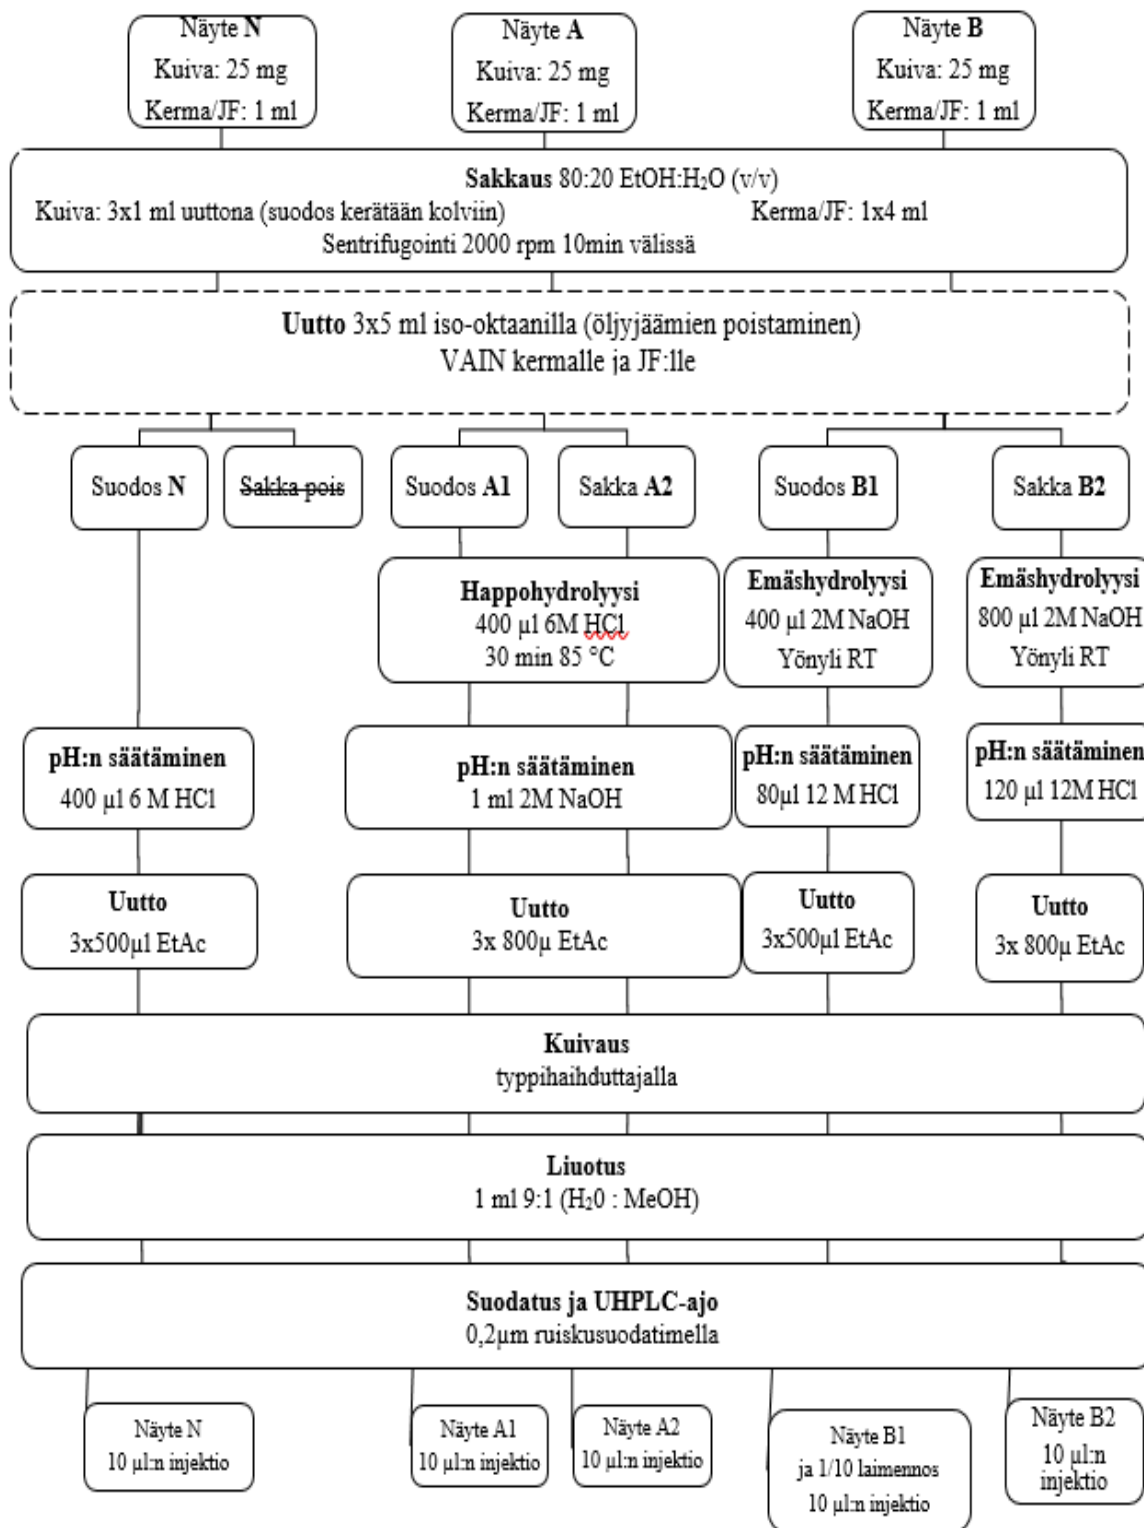 Näyte N
Kuiva: 25 mg
Kerma/JF: 1 ml
Näyte A
Kuiva: 25 mg
Kerma/JF: 1 ml
Näyte B
Kuiva: 25 mg
Kerma/JF: 1 ml
Sakkaus 80:20 EtOH:H₂O (v/v)
Kuiva: 3x1 ml uuttona (suodos kerätään kolviin) Kerma/JF: 1x4 ml
Sentrifugointi 2000 rpm 10min välissä
Uutto 3x5 ml iso-oktaanilla (öljyjäämien poistaminen)
VAIN kermalle ja JF:lle
Suodos N
Sakka pois
Suodos A1
Sakka A2
Suodos B1
Sakka B2
Happohydrolyysi
400 µl 6M HCl
30 min 85 °C
Emäshydrolyysi
400 µl 2M NaOH
Yönyli RT
Emäshydrolyysi
800 µl 2M NaOH
Yönyli RT
pH:n säätäminen
400 µl 6 M HCl
pH:n säätäminen
1 ml 2M NaOH
pH:n säätäminen
80µl 12 M HCl
pH:n säätäminen
120 µl 12M HCl
Uutto
3x500µl EtAc
Uutto
3x 800µ EtAc
Uutto
3x500µl EtAc
Uutto
3x 800µ EtAc
Kuivaus
typpihaihduttajalla
Liuotus
1 ml 9:1 (H₂0 : MeOH)
Suodatus ja UHPLC-ajo
0,2µm ruiskusuodatimella
Näyte N
10 µl:n injektio
Näyte A1
10 µl:n injektio
Näyte A2
10 µl:n injektio
Näyte B1
ja 1/10 laimennos
10 µl:n injektio
Näyte B2
10 µl:n
injektio